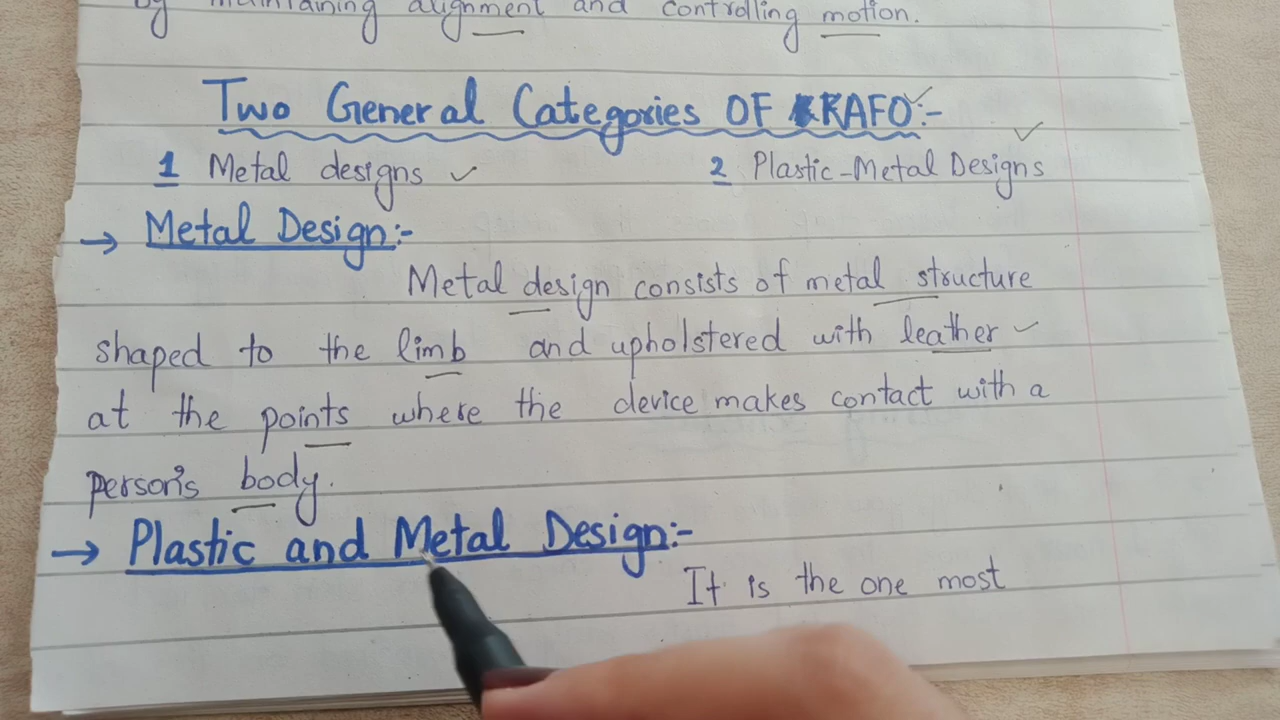 by maintaining alignment and controlling motion.
Two General Categories OF KAFO:-
1 Metal designs
2 Plastic-Metal Designs
→ Metal Design:-
Metal design consists of metal structure
shaped to the limb and upholstered with leather
at the points where the device makes contact with a
person's body.
→ Plastic and Metal Design:-
It is the one most